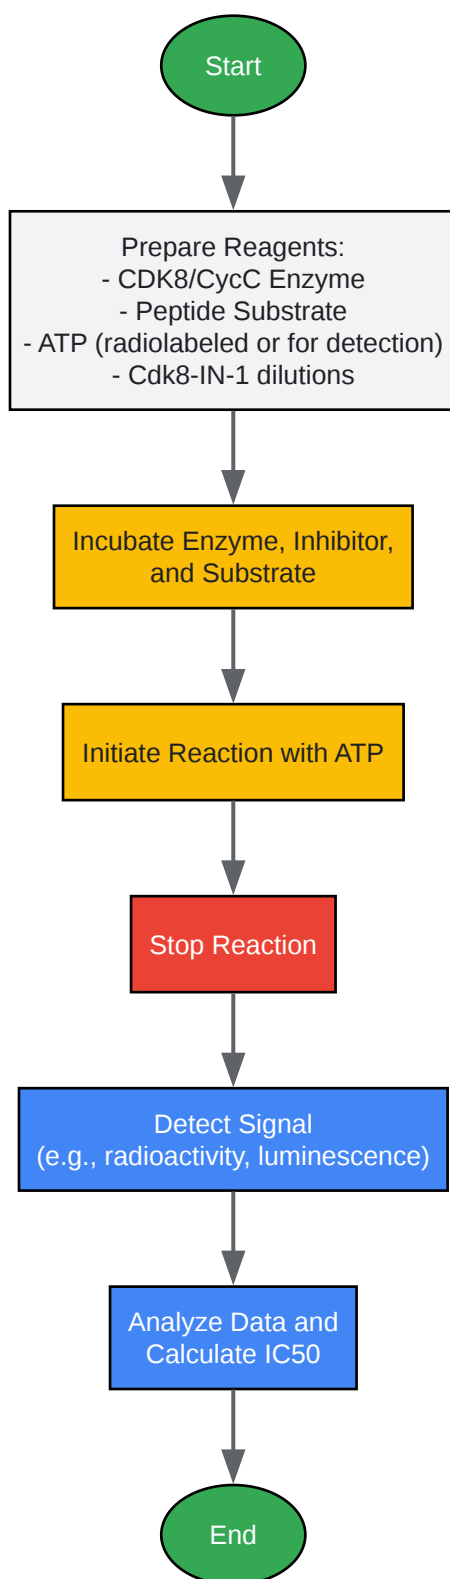 Start
Prepare Reagents:
- CDK8/CycC Enzyme
- Peptide Substrate
- ATP (radiolabeled or for detection)
- Cdk8-IN-1 dilutions
Incubate Enzyme, Inhibitor,
and Substrate
Initiate Reaction with ATP
Stop Reaction
Detect Signal
(e.g., radioactivity, luminescence)
Analyze Data and
Calculate IC50
End